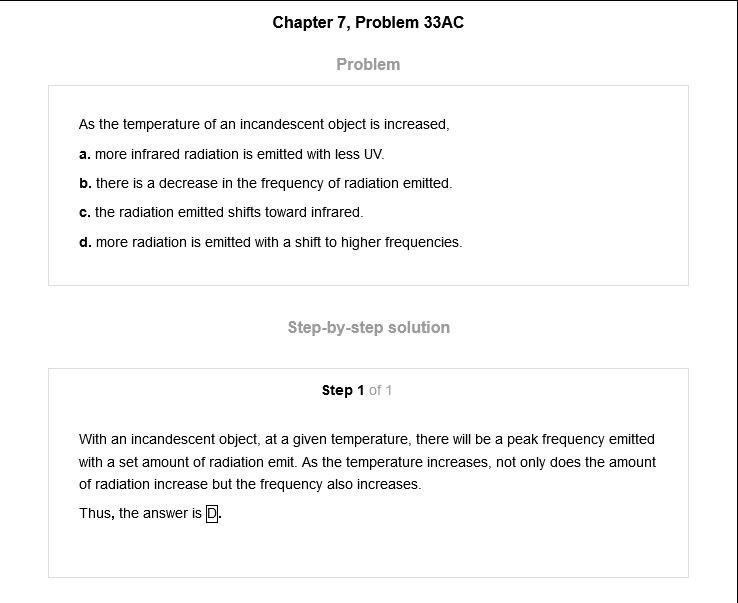 Chapter 7, Problem 33AC
Problem
As the temperature of an incandescent object is increased,
a. more infrared radiation is emitted with less UV.
b. there is a decrease in the frequency of radiation emitted.
c. the radiation emitted shifts toward infrared.
d. more radiation is emitted with a shift to higher frequencies.
Step-by-step solution
Step 1 of 1
With an incandescent object, at a given temperature, there will be a peak frequency emitted
with a set amount of radiation emit. As the temperature increases, not only does the amount
of radiation increase but the frequency also increases.
Thus, the answer is D.